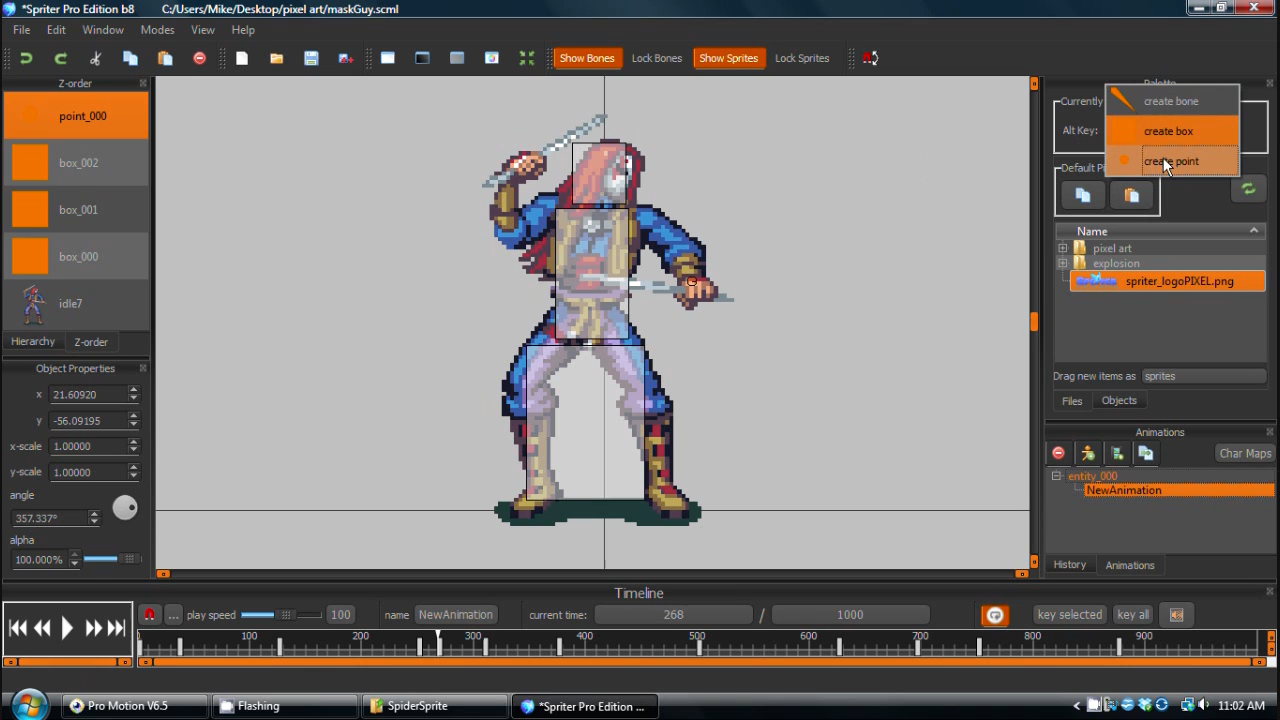 *Spriter Pro Edition b8 C:/Users/Mike/Desktop/pixel art/maskGuy.scml
File Edit Window Modes View Help
Show Bones Lock Bones Show Sprites Lock Sprites
Z-order
point_000
box_002
box_001
box_000
idle7
Hierarchy Z-order
Object Properties
x 21.60920
y -56.09195
x-scale 1.00000
y-scale 1.00000
angle
357.337°
alpha
100.000%
Palette
Currently
Alt Key:
create bone
create box
create point
Default
Name
pixel art
explosion
spriter_logoPIXEL.png
Drag new items as sprites
Files Objects
Animations
Char Maps
entity_000
NewAnimation
History Animations
Timeline
... play speed 100 name NewAnimation current time: 268 / 1000 key selected key all
100 200 300 400 500 600 700 800 900
Pro Motion V6.5 Flashing SpiderSprite *Spriter Pro Edition ... 11:02 AM